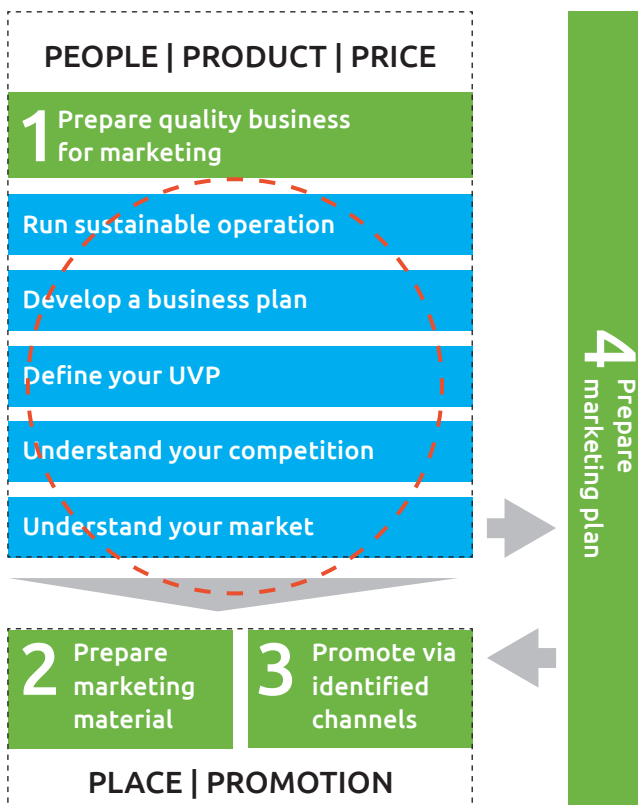 PEOPLE | PRODUCT | PRICE
1 Prepare quality business
for marketing
Run sustainable operation
Develop a business plan
Define your UVP
Understand your competition
Understand your market
2 Prepare
marketing
material
3 Promote via
identified
channels
PLACE | PROMOTION
4 Prepare
marketing plan